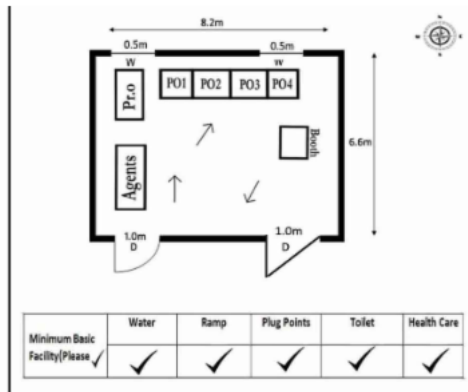 8.2m
0.5m
0.5m
W
W
Pr.o
PO1 PO2 PO3 PO4
Booth
6.6m
Agents
1.0m
D
1.0m
D
Water Ramp Plug Points Toilet Health Care
Minimum Basic
Facility(Please ✓
✓ ✓ ✓ ✓ ✓